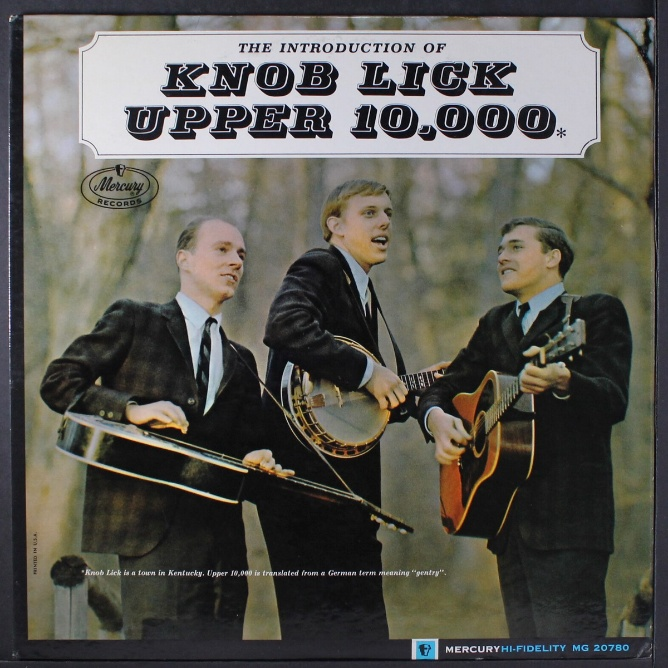 THE INTRODUCTION OF
KNOB LICK
UPPER 10,000*
Mercury
RECORDS
PRINTED IN U.S.A.
*Knob Lick is a town in Kentucky. Upper 10,000 is translated from a German term meaning "gentry".
MERCURY HI-FIDELITY MG 20780